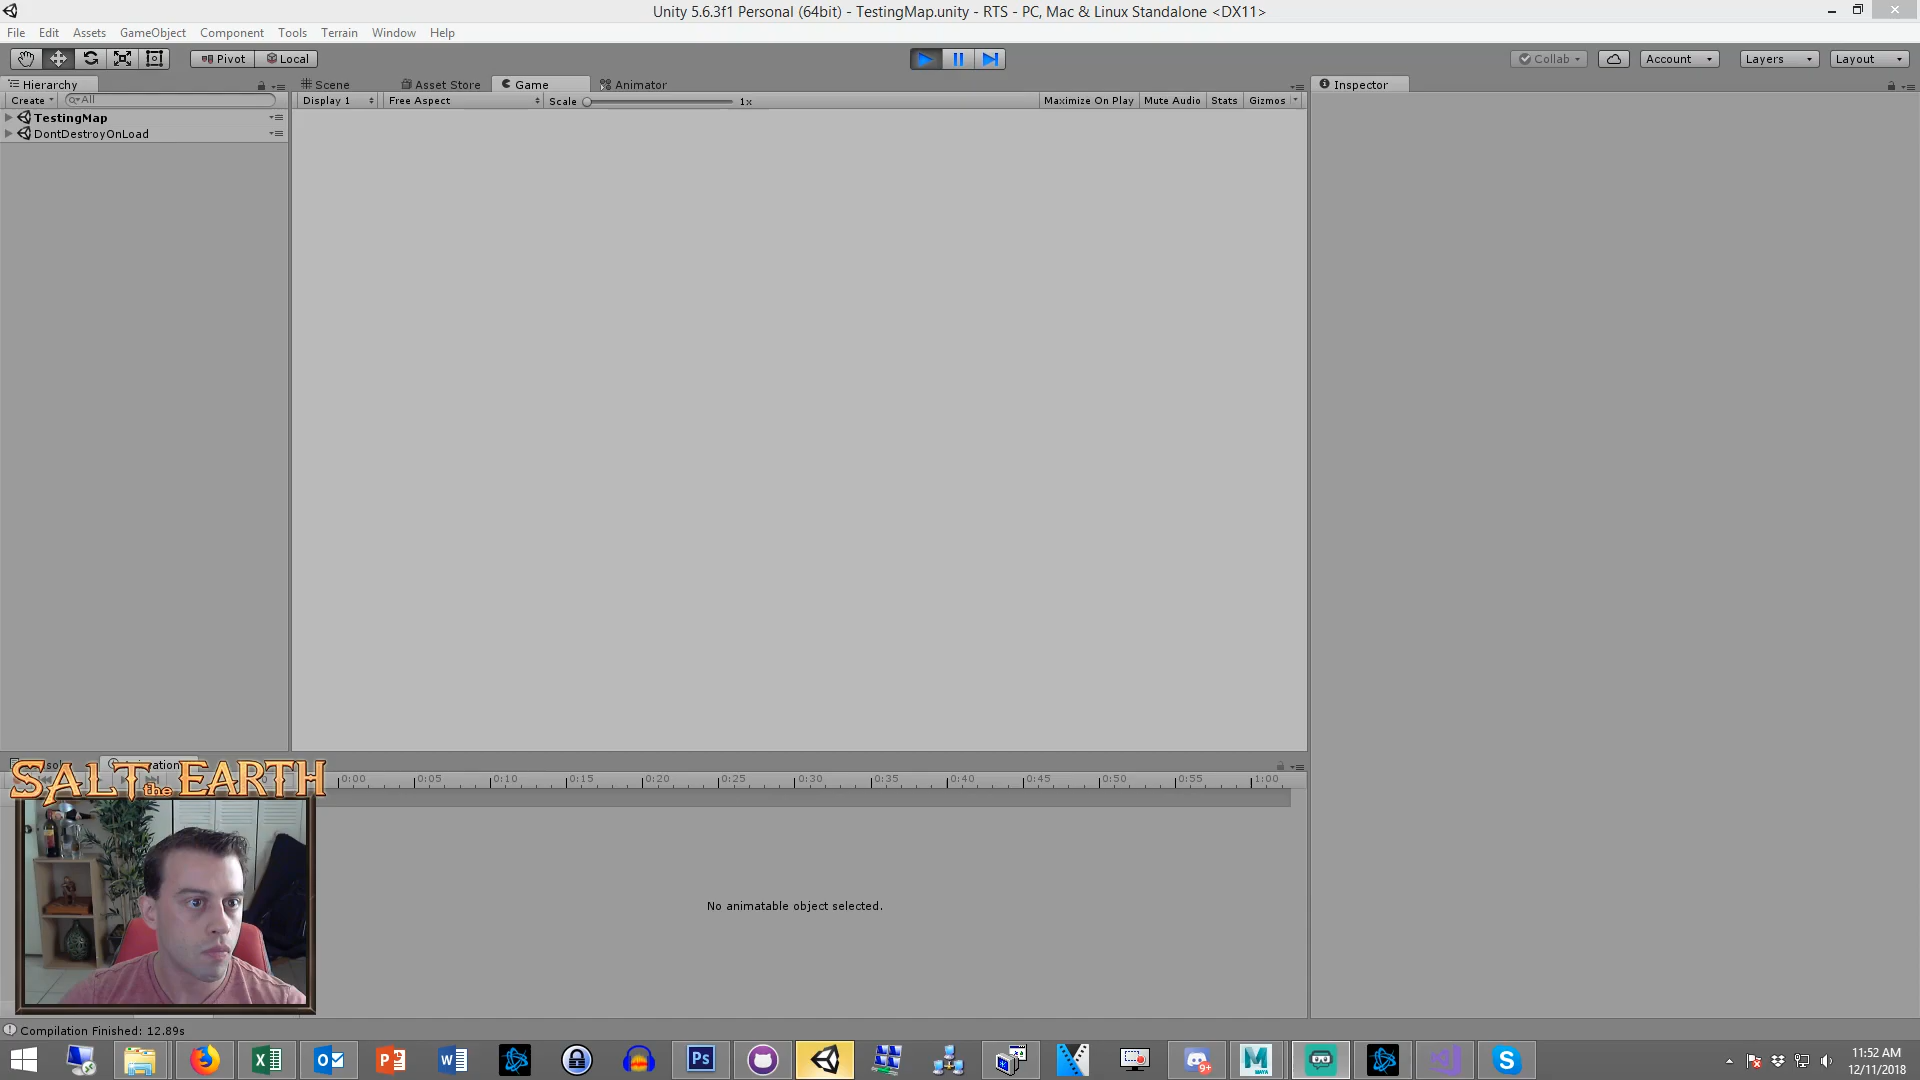 Unity 5.6.3f1 Personal (64bit) - TestingMap.unity - RTS - PC, Mac & Linux Standalone <DX11>
File Edit Assets GameObject Component Tools Terrain Window Help
Pivot Local Collab Account Layers Layout
Hierarchy Scene Asset Store Game Animator Inspector
Create All Display 1 Free Aspect Scale 1x Maximize On Play Mute Audio Stats Gizmos
TestingMap
DontDestroyOnLoad
SALT the EARTH
0:00 0:05 0:10 0:15 0:20 0:25 0:30 0:35 0:40 0:45 0:50 0:55 1:00
No animatable object selected.
Compilation Finished: 12.89s
Ps
9+
MAYA
11:52 AM
12/11/2018